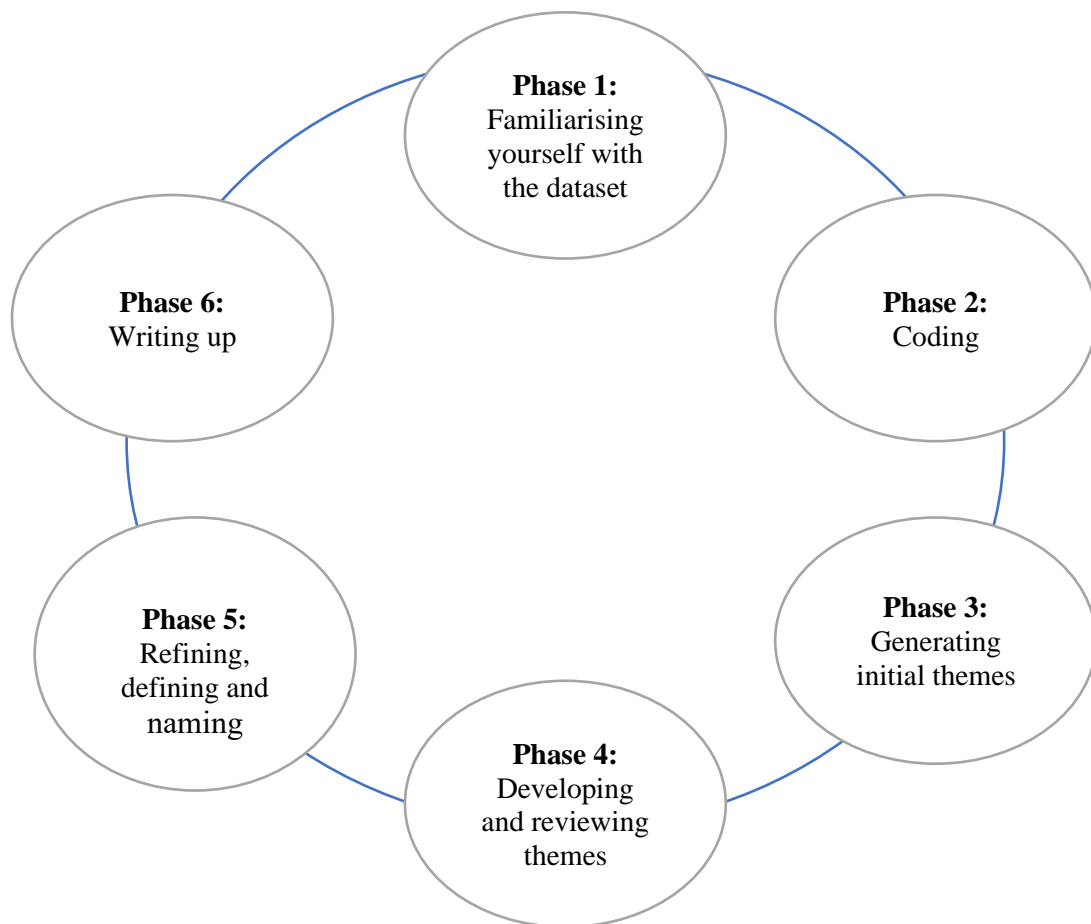 Phase 1:
Familiarising
yourself with
the dataset
Phase 2:
Coding
Phase 3:
Generating
initial themes
Phase 4:
Developing
and reviewing
themes
Phase 5:
Refining,
defining and
naming
Phase 6:
Writing up